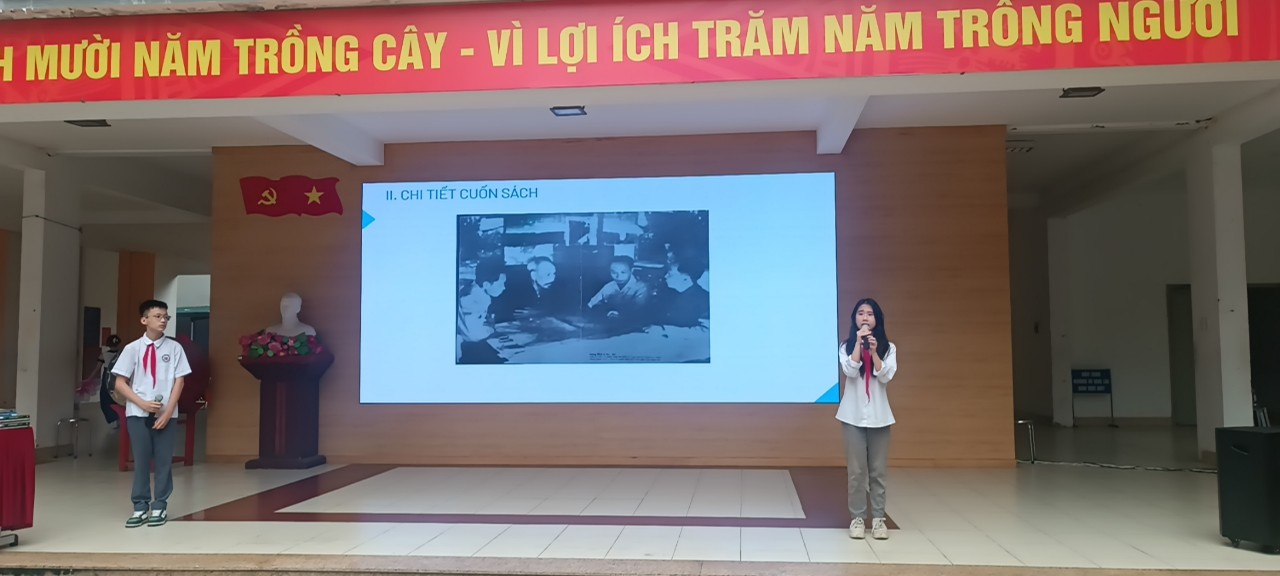 H MƯỜI NĂM TRỒNG CÂY - VÌ LỢI ÍCH TRĂM NĂM TRỒNG NGƯỜI
II. CHI TIẾT CUỐN SÁCH